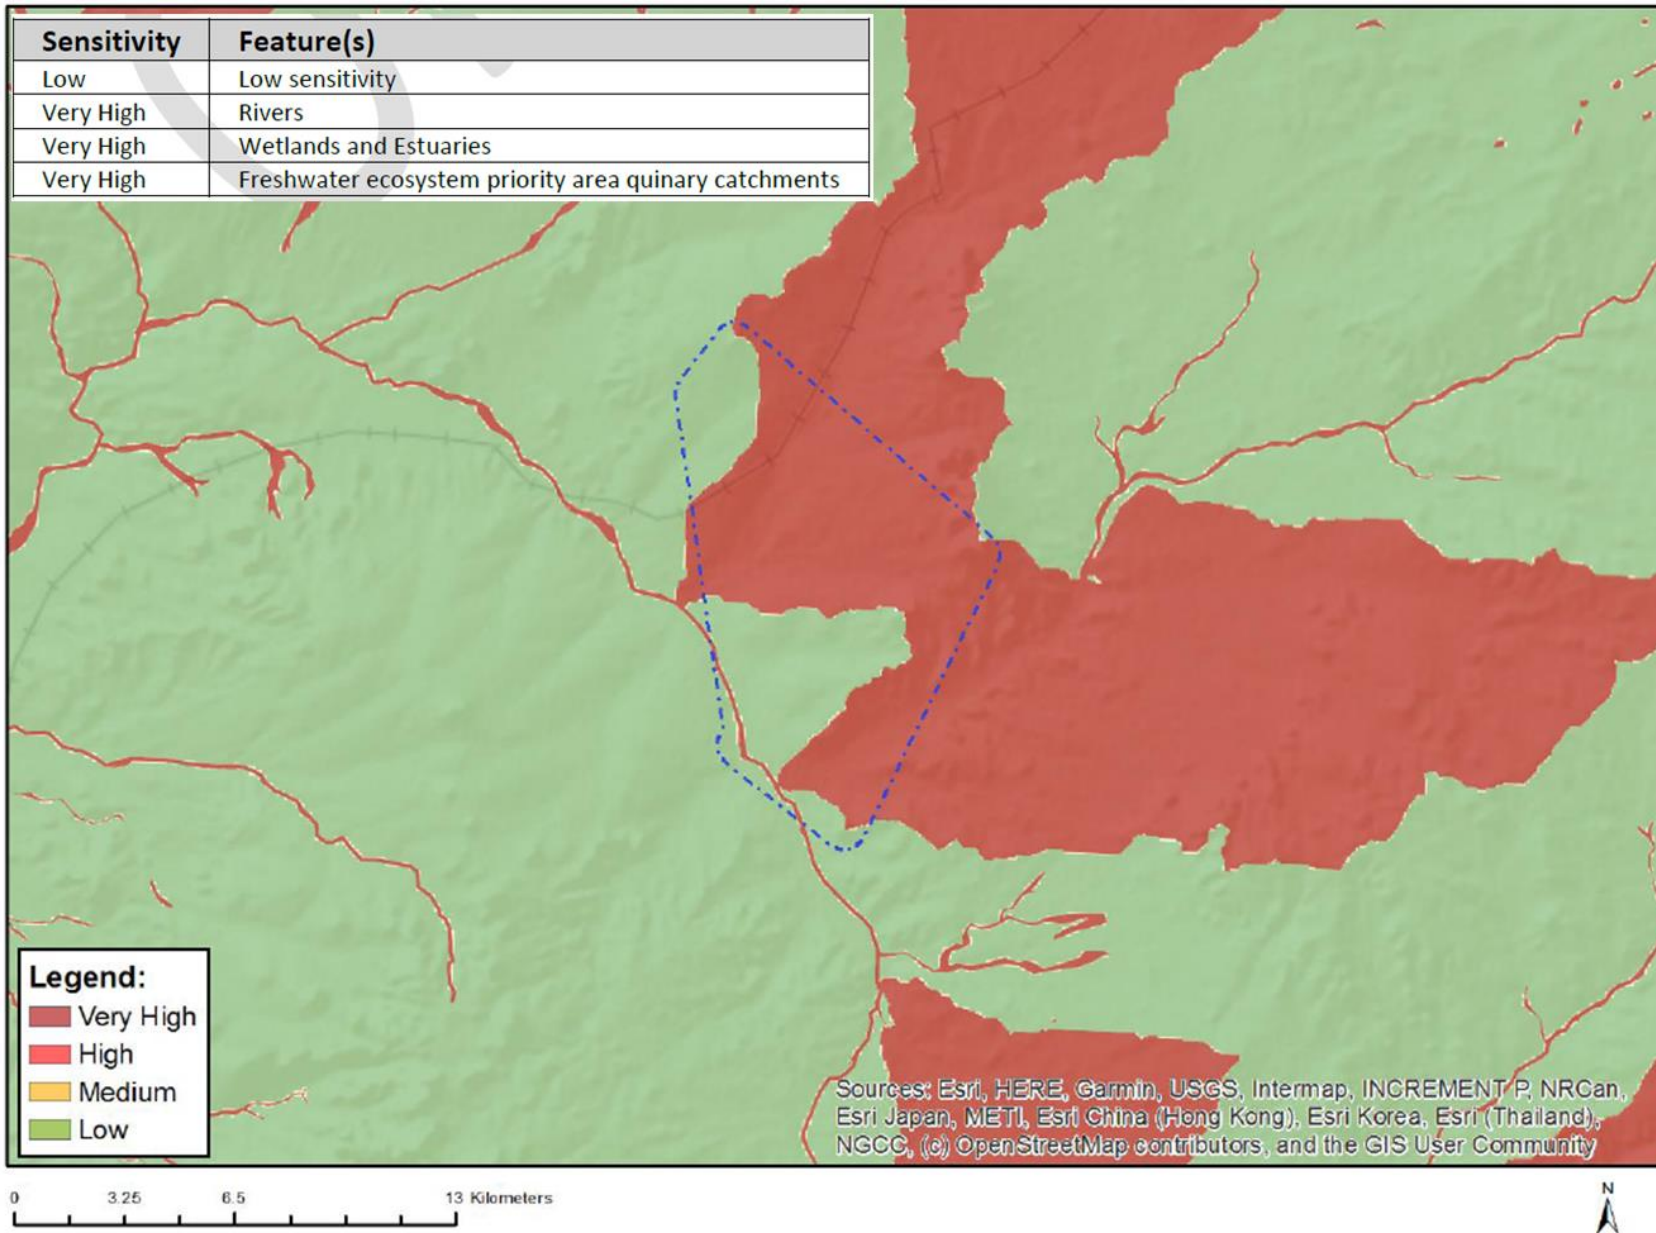 Sensitivity Feature(s)
Low Low sensitivity
Very High Rivers
Very High Wetlands and Estuaries
Very High Freshwater ecosystem priority area quinary catchments
Legend:
Very High
High
Medium
Low
Sources: Esri, HERE, Garmin, USGS, Intermap, INCREMENT P, NRCan,
Esri Japan, METI, Esri China (Hong Kong), Esri Korea, Esri (Thailand),
NGCC, (c) OpenStreetMap contributors, and the GIS User Community
0 3.25 6.5 13 Kilometers
N